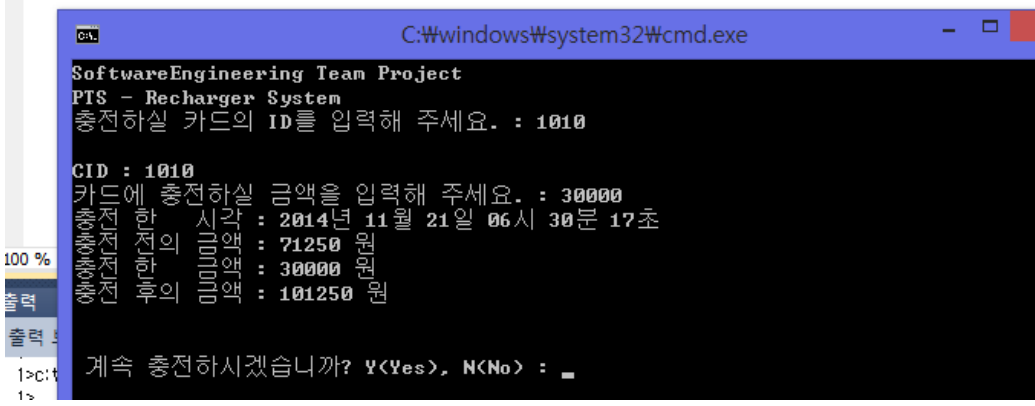 C:₩windows₩system32₩cmd.exe
SoftwareEngineering Team Project
PTS - Recharger System
충전하실 카드의 ID를 입력해 주세요. : 1010
CID : 1010
카드에 충전하실 금액을 입력해 주세요. : 30000
충전 한 시각 : 2014년 11월 21일 06시 30분 17초
충전 전의 금액 : 71250 원
충전 한 금액 : 30000 원
충전 후의 금액 : 101250 원
계속 충전하시겠습니까? Y(Yes), N(No) : _
100 %
출력
출력
1>c:
1>